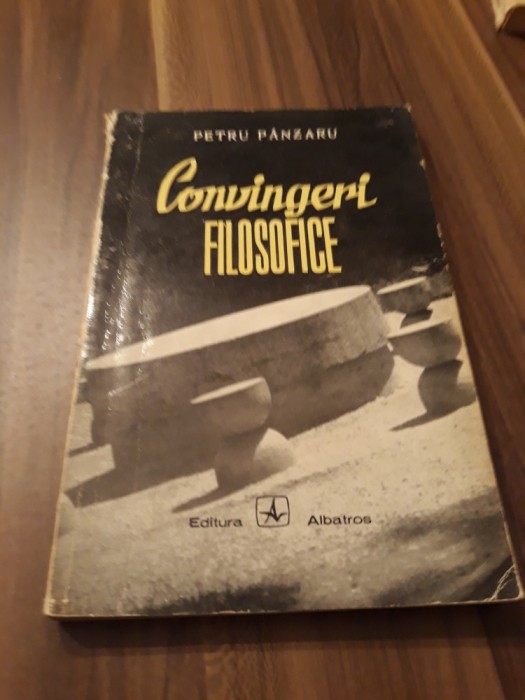 PETRU PÂNZARU
Convingeri
FILOSOFICE
Editura Albatros